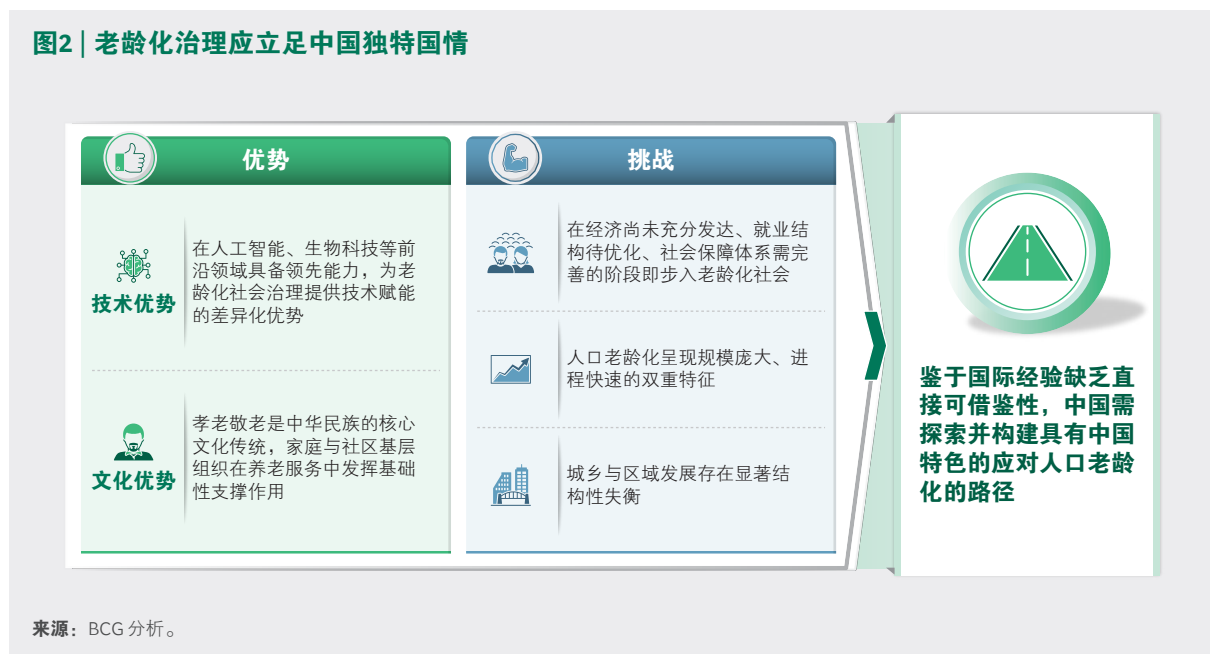 图2 | 老龄化治理应立足中国独特国情
优势
技术优势
在人工智能、生物科技等前
沿领域具备领先能力，为老
龄化社会治理提供技术赋能
的差异化优势
文化优势
孝老敬老是中华民族的核心
文化传统，家庭与社区基层
组织在养老服务中发挥基础
性支撑作用
挑战
在经济尚未充分发达、就业结
构待优化、社会保障体系需完
善的阶段即步入老龄化社会
人口老龄化呈现规模庞大、进
程快速的双重特征
城乡与区域发展存在显著结
构性失衡
鉴于国际经验缺乏直
接可借鉴性，中国需
探索并构建具有中国
特色的应对人口老龄
化的路径
来源：BCG 分析。